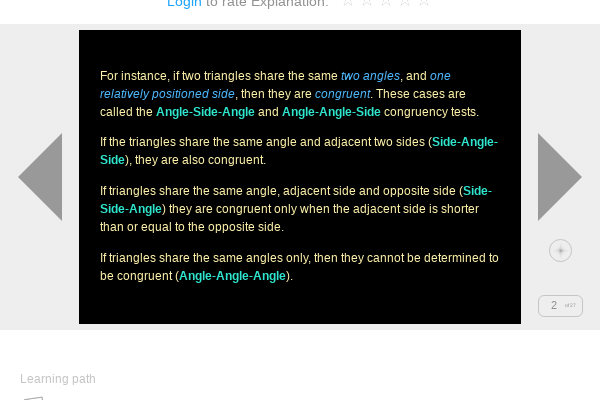 Login to rate Explanation:
For instance, if two triangles share the same two angles, and one
relatively positioned side, then they are congruent. These cases are
called the Angle-Side-Angle and Angle-Angle-Side congruency tests.
If the triangles share the same angle and adjacent two sides (Side-Angle-
Side), they are also congruent.
If triangles share the same angle, adjacent side and opposite side (Side-
Side-Angle) they are congruent only when the adjacent side is shorter
than or equal to the opposite side.
If triangles share the same angles only, then they cannot be determined to
be congruent (Angle-Angle-Angle).
2
Learning path